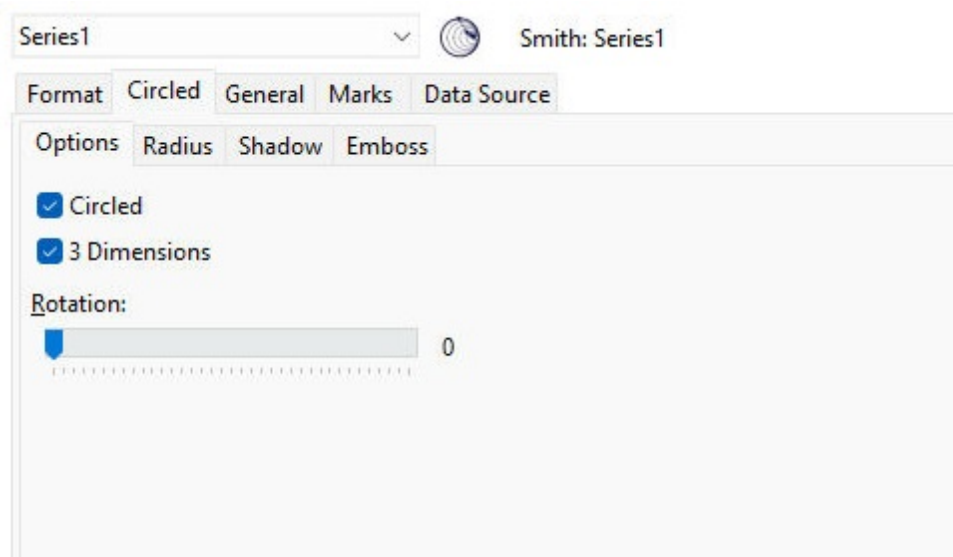 Series1 Smith: Series1
Format Circled General Marks Data Source
Options Radius Shadow Emboss
Circled
3 Dimensions
Rotation:
0